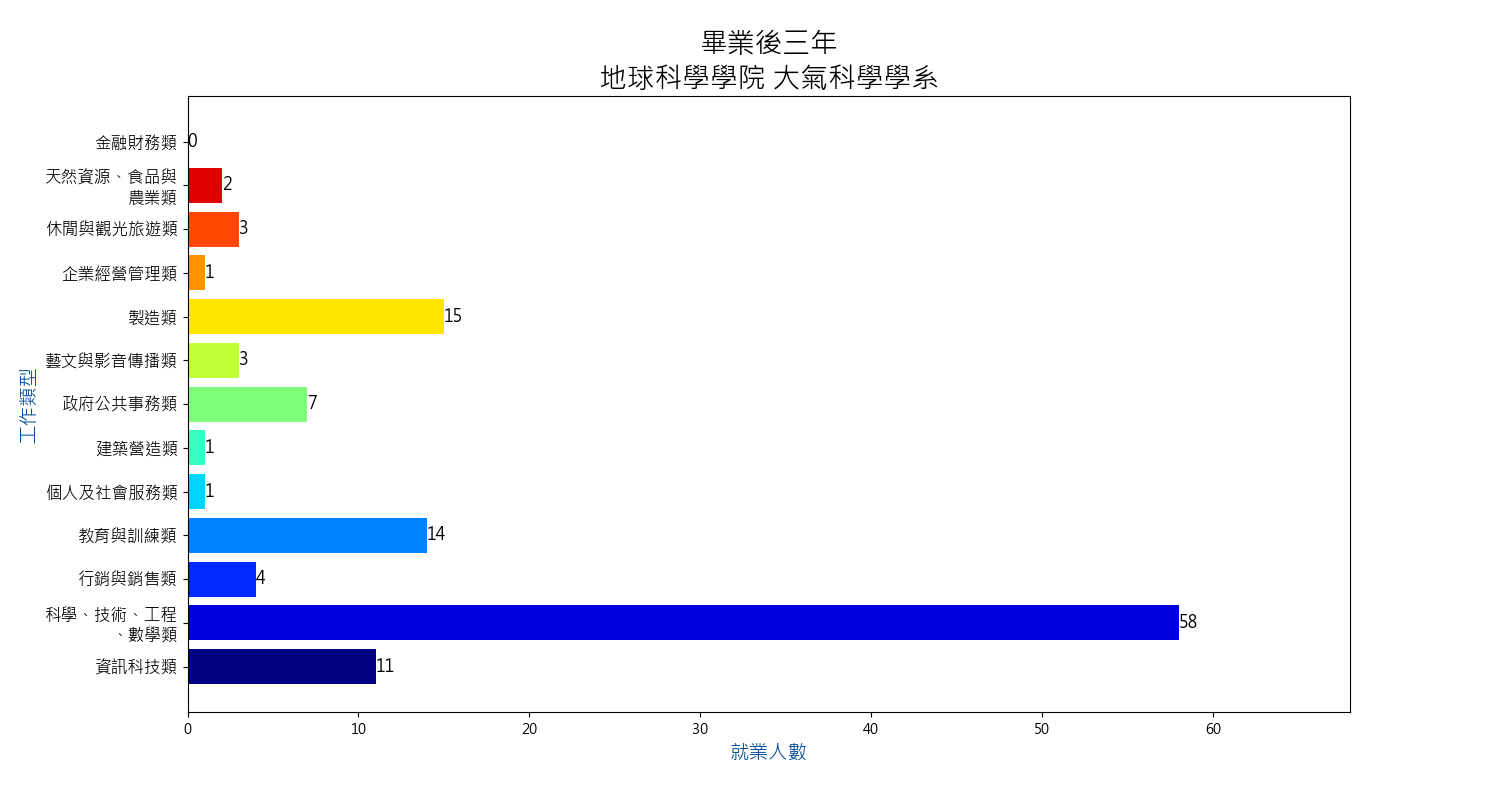 畢業後三年
地球科學學院 大氣科學學系
金融財務類
0
天然資源、食品與
農業類
2
休閒與觀光旅遊類
3
企業經營管理類
1
製造類
15
藝文與影音傳播類
3
政府公共事務類
7
建築營造類
1
個人及社會服務類
1
教育與訓練類
14
行銷與銷售類
4
科學、技術、工程
、數學類
58
資訊科技類
11
工作類型
0 10 20 30 40 50 60
就業人數